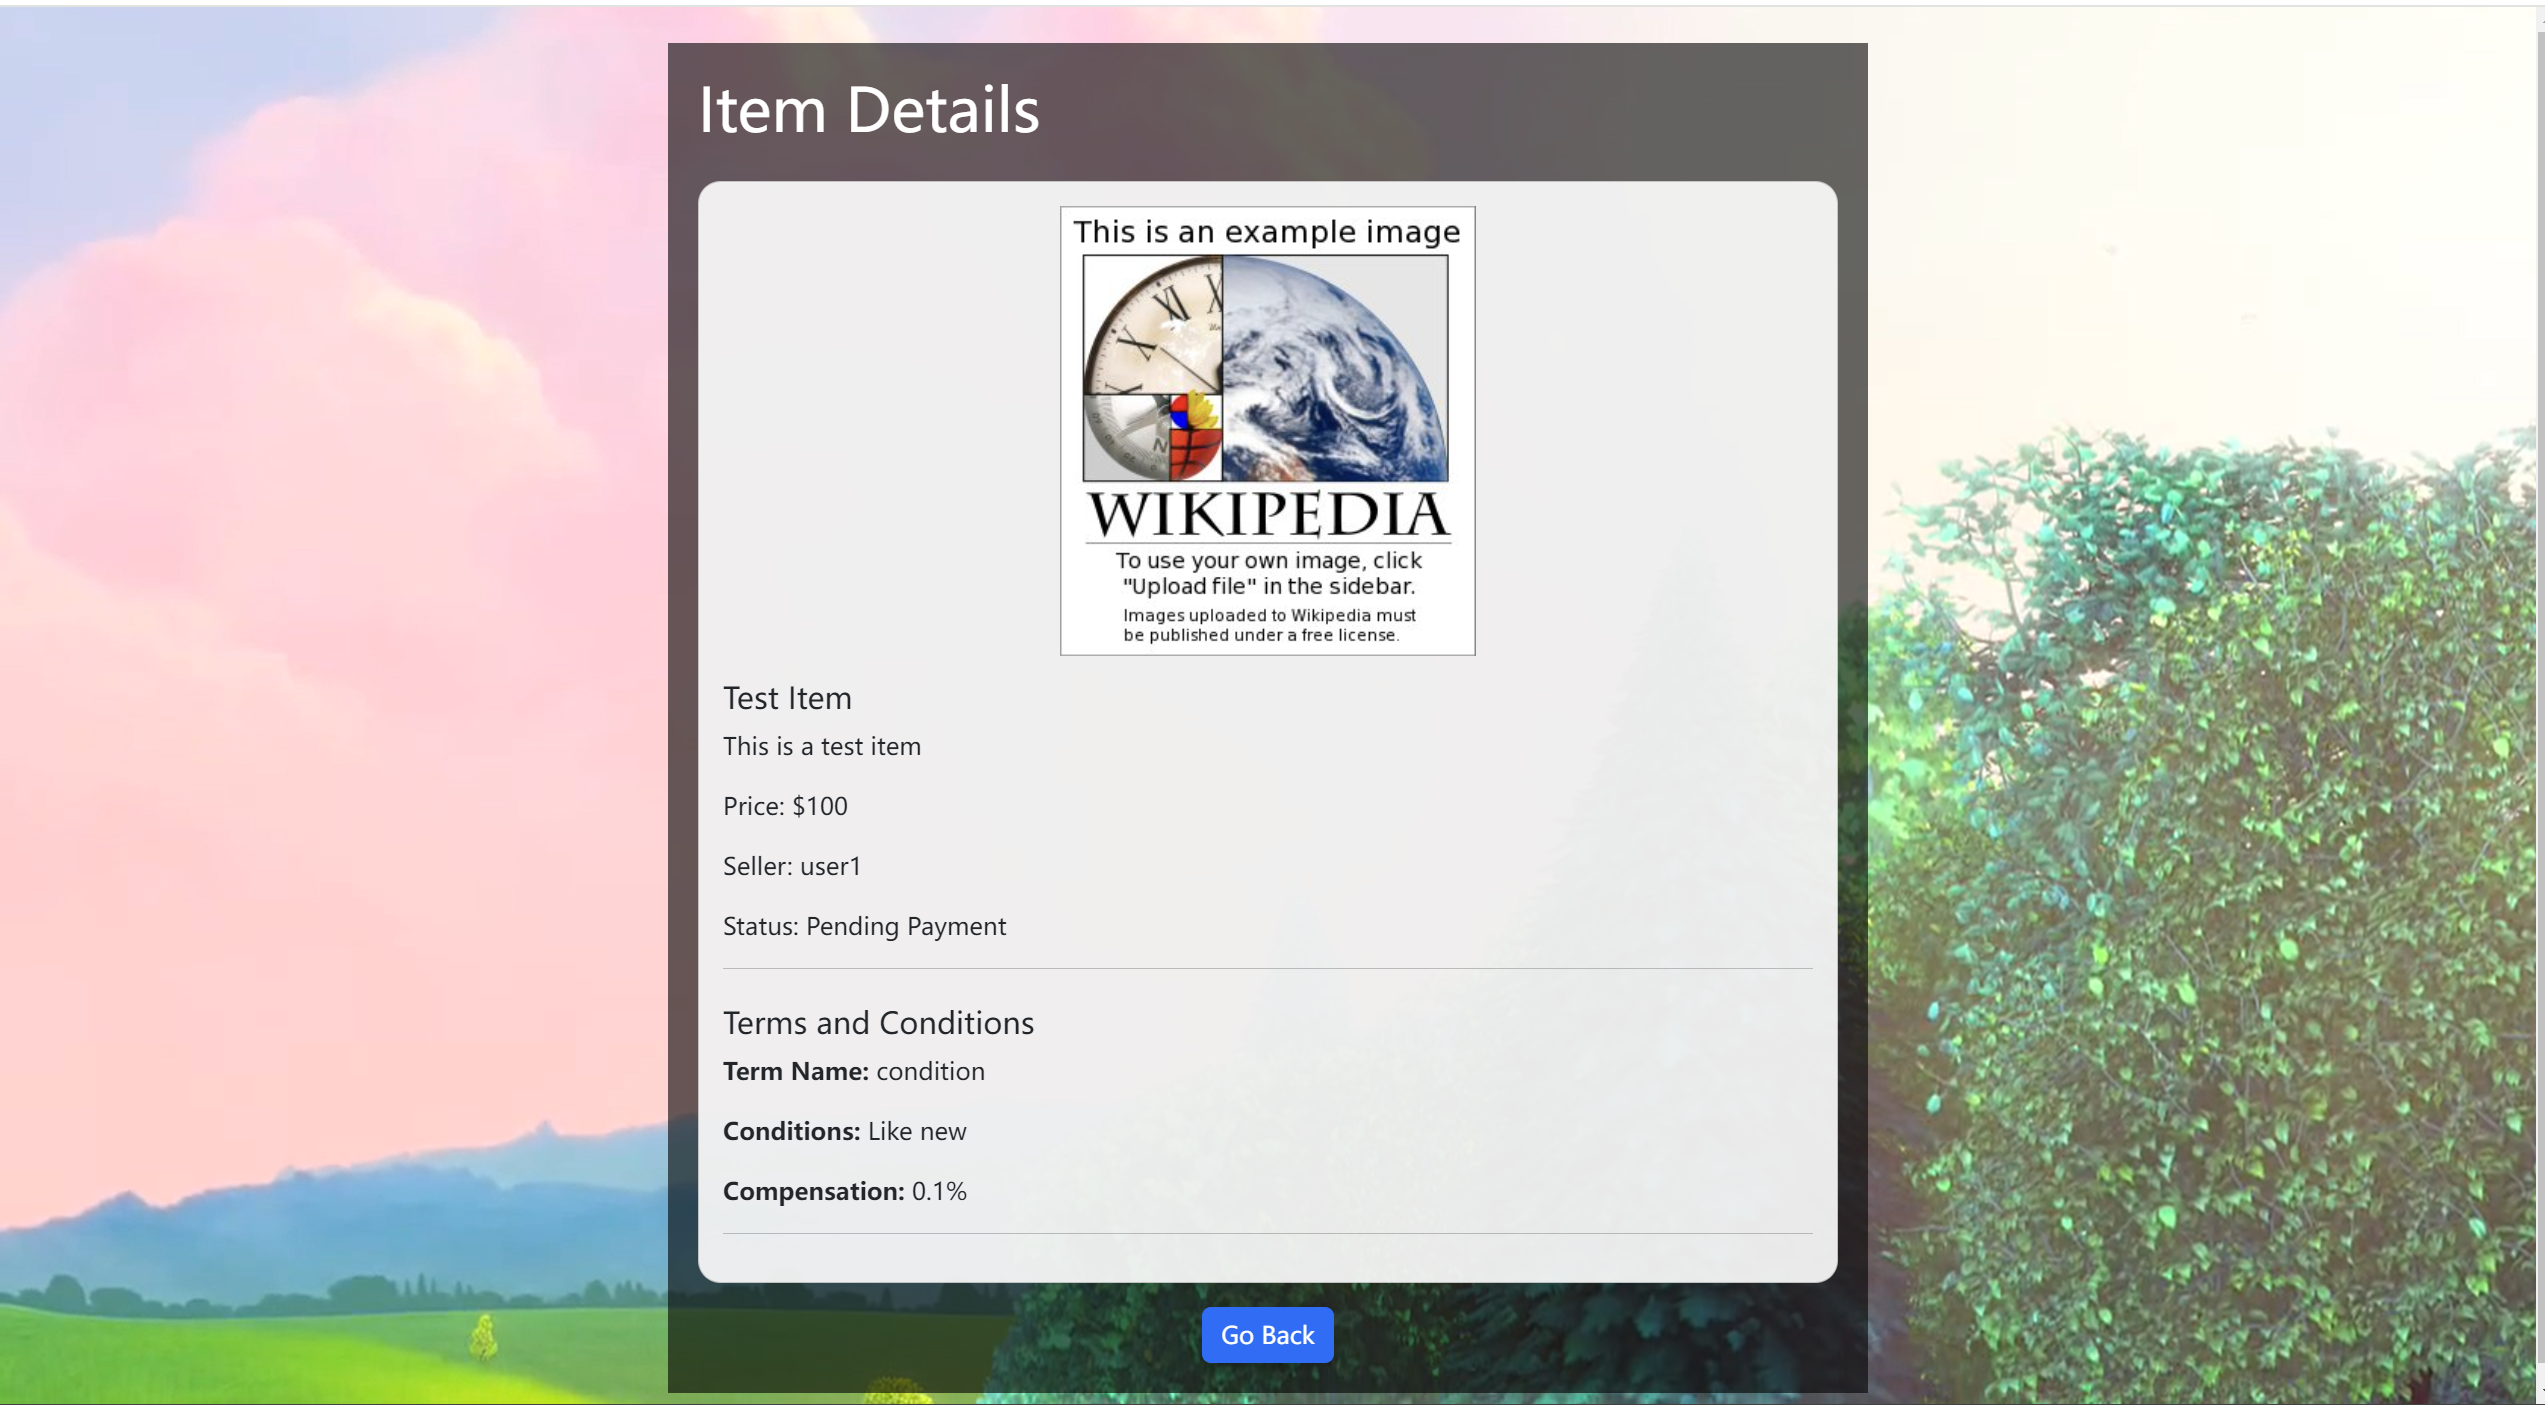 Item Details
This is an example image
WIKIPEDIA
To use your own image, click
"Upload file" in the sidebar.
Images uploaded to Wikipedia must
be published under a free license.
Test Item
This is a test item
Price: $100
Seller: user1
Status: Pending Payment
Terms and Conditions
Term Name: condition
Conditions: Like new
Compensation: 0.1%
Go Back